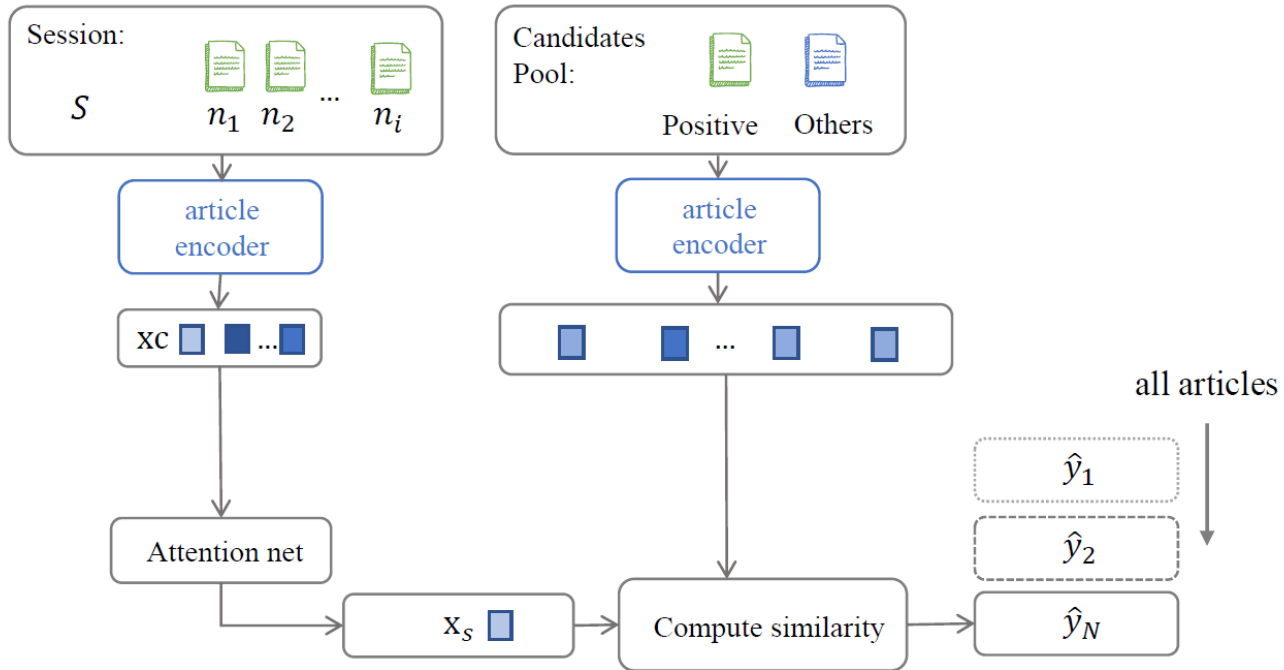 Session:
S
n₁ n₂ ... nᵢ
Candidates
Pool:
Positive Others
article
encoder
article
encoder
xc ...
...
all articles
ŷ₁
ŷ₂
ŷ_N
Attention net
xₛ
Compute similarity